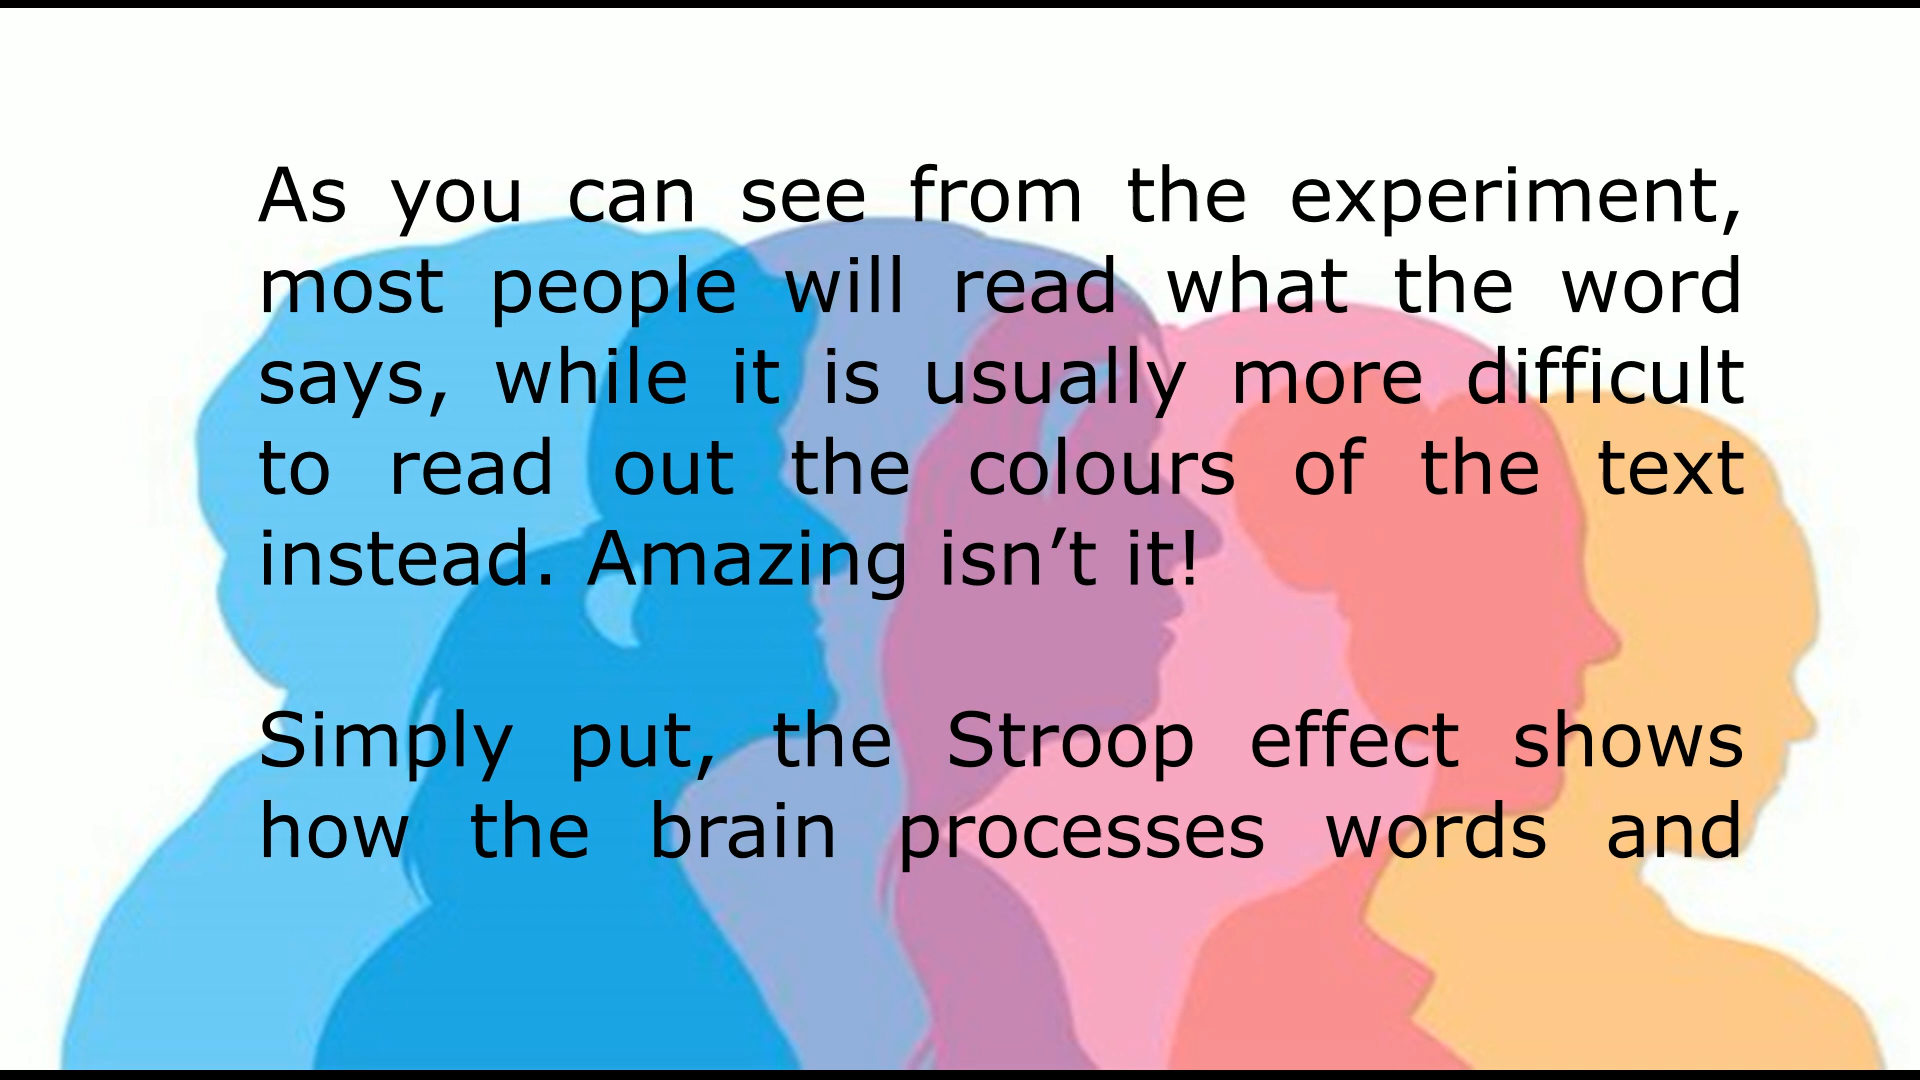 As you can see from the experiment,
most people will read what the word
says, while it is usually more difficult
to read out the colours of the text
instead. Amazing isn’t it!
Simply put, the Stroop effect shows
how the brain processes words and